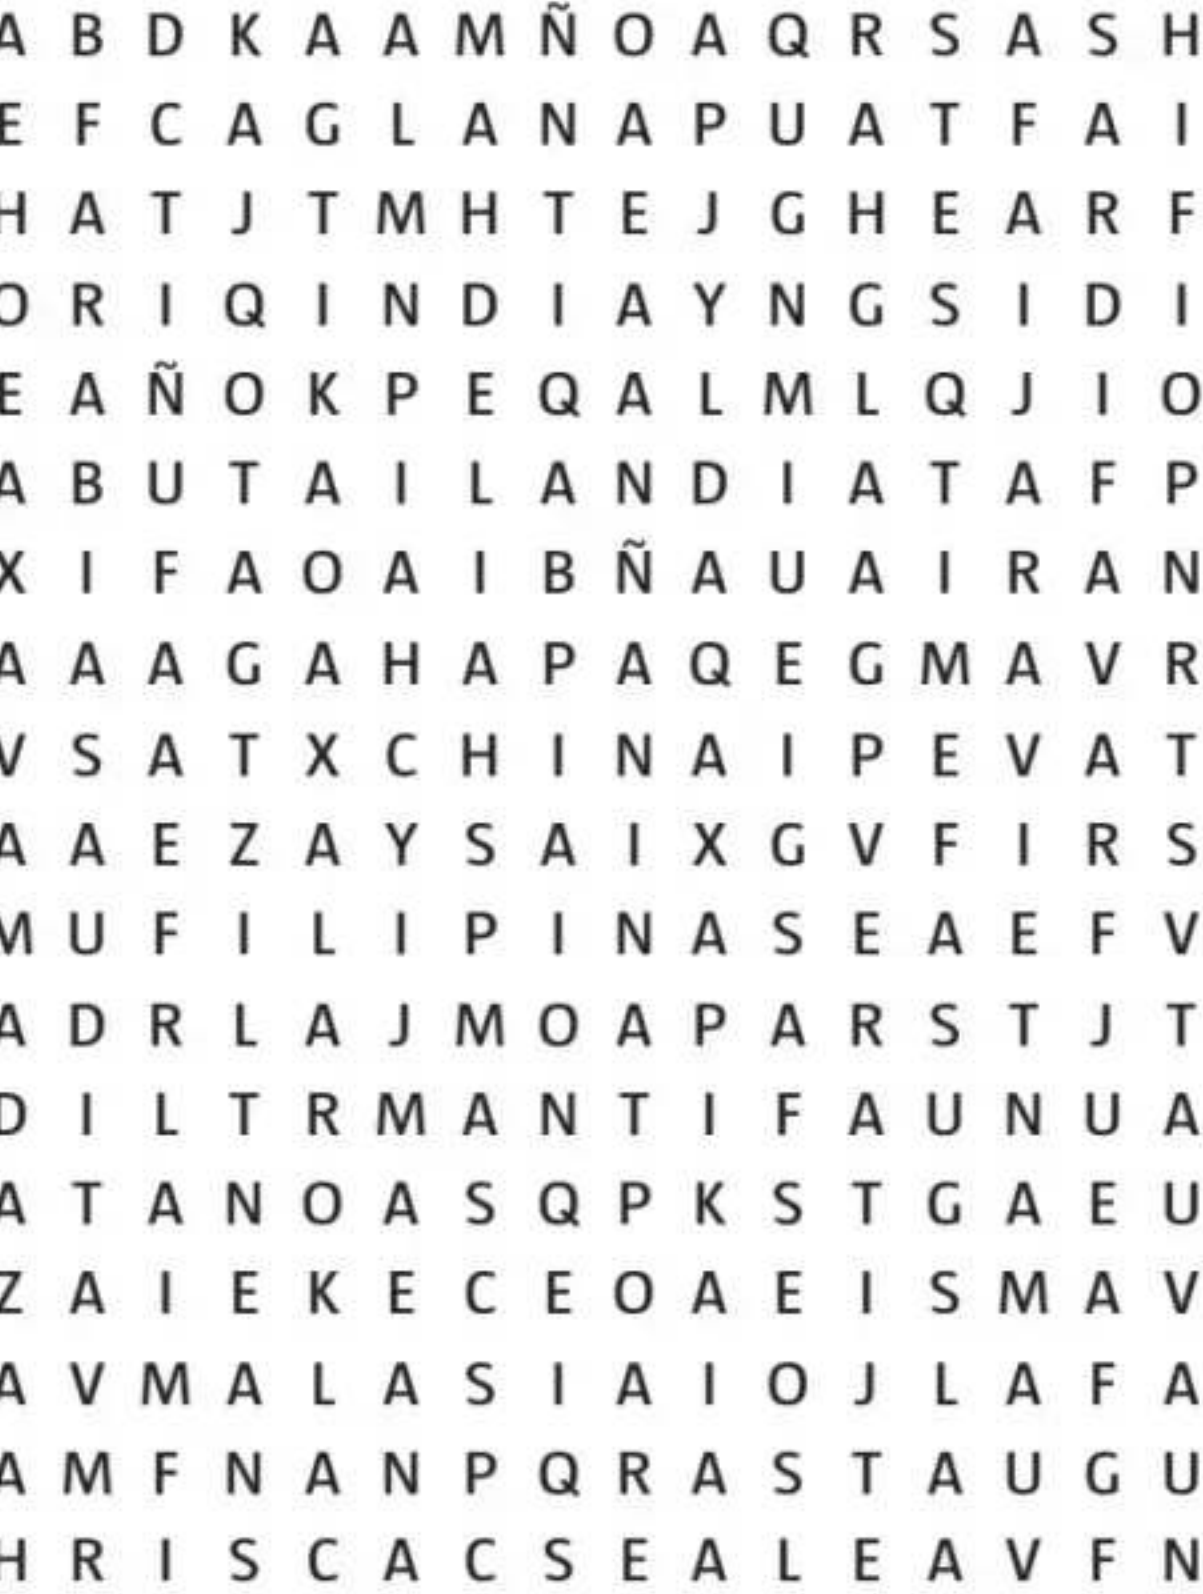 A B D K A A M Ñ O A Q R S A S H
E F C A G L A N A P U A T F A I
H A T J T M H T E J G H E A R F
O R I Q I N D I A Y N G S I D I
E A Ñ O K P E Q A L M L Q J I O
A B U T A I L A N D I A T A F P
X I F A O A I B Ñ A U A I R A N
A A A G A H A P A Q E G M A V R
V S A T X C H I N A I P E V A T
A A E Z A Y S A I X G V F I R S
M U F I L I P I N A S E A E F V
A D R L A J M O A P A R S T J T
D I L T R M A N T I F A U N U A
A T A N O A S Q P K S T G A E U
Z A I E K E C E O A E I S M A V
A V M A L A S I A I O J L A F A
A M F N A N P Q R A S T A U G U
H R I S C A C S E A L E A V F N